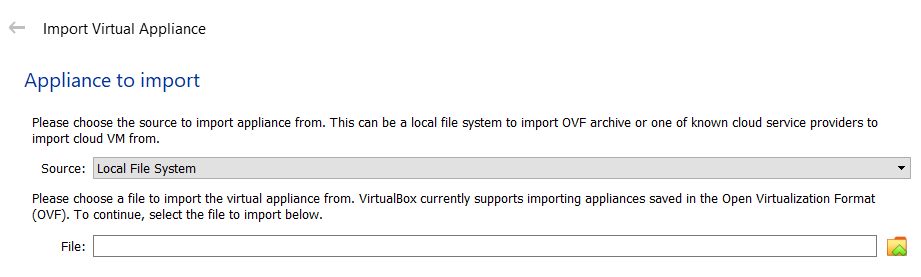 Import Virtual Appliance
Appliance to import
Please choose the source to import appliance from. This can be a local file system to import OVF archive or one of known cloud service providers to
import cloud VM from.
Source: Local File System
Please choose a file to import the virtual appliance from. VirtualBox currently supports importing appliances saved in the Open Virtualization Format
(OVF). To continue, select the file to import below.
File: